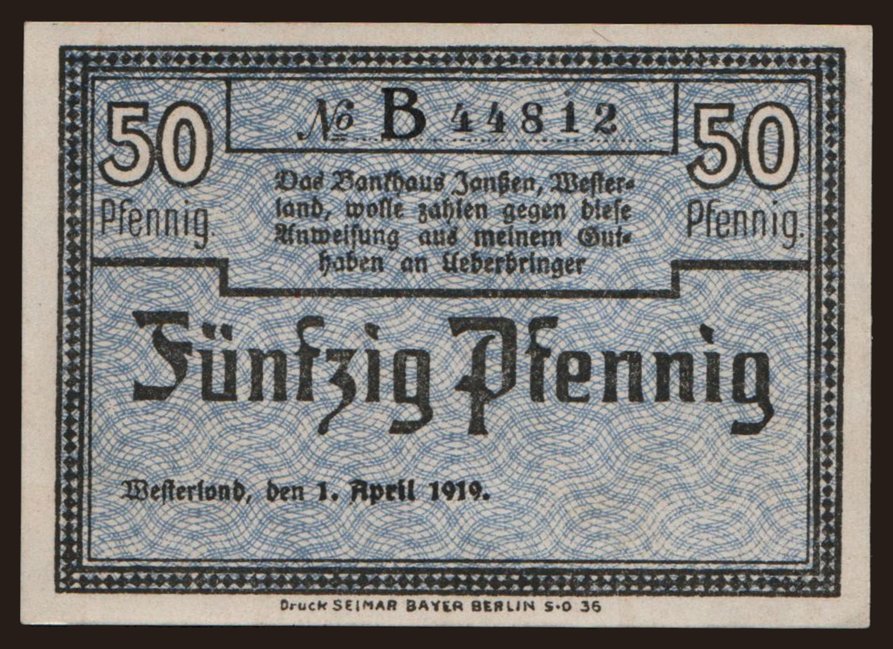 50 № B 44812 50
Pfennig. Pfennig.
Das Bankhaus Janßen, Wester-
land, wolle zahlen gegen diese
Anweisung aus meinem Gut-
haben an Ueberbringer
Fünfzig Pfennig
Westerland, den 1. April 1919.
Druck SELMAR BAYER BERLIN S·O 36